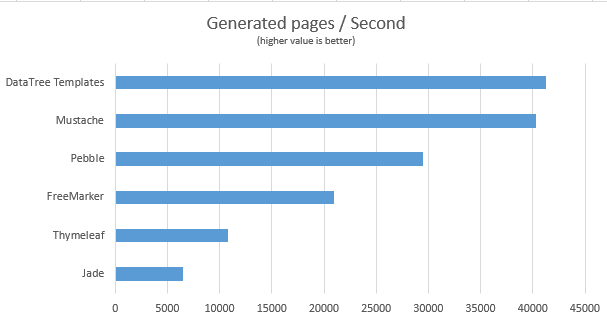 Generated pages / Second
(higher value is better)
DataTree Templates
Mustache
Pebble
FreeMarker
Thymeleaf
Jade
0 5000 10000 15000 20000 25000 30000 35000 40000 45000